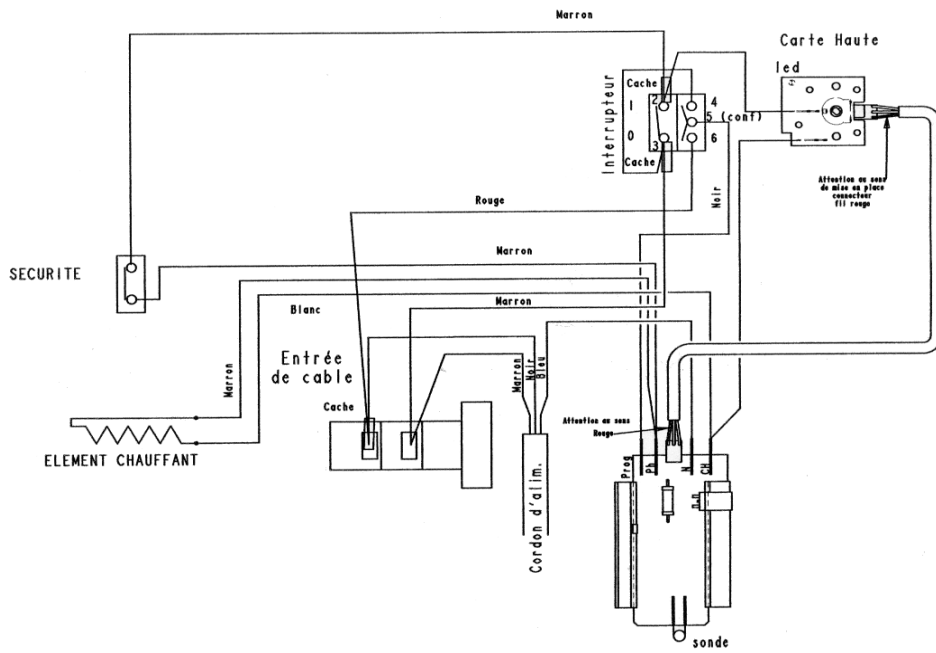 Marron
Carte Haute
led
Cache
Interrupteur
1
2
4
5 (conf)
0
3
6
Cache
Attention au sens
de mise en place
connecteur
fil rouge
Rouge
Noir
SÉCURITE
Marron
Blanc
Marron
Entrée
de cable
Marron
Marron
Noir
Bleu
Cache
Attention au sens
Rouge
ELEMENT CHAUFFANT
Cordon d'alim.
Prog
Ph
N
CH
sonde